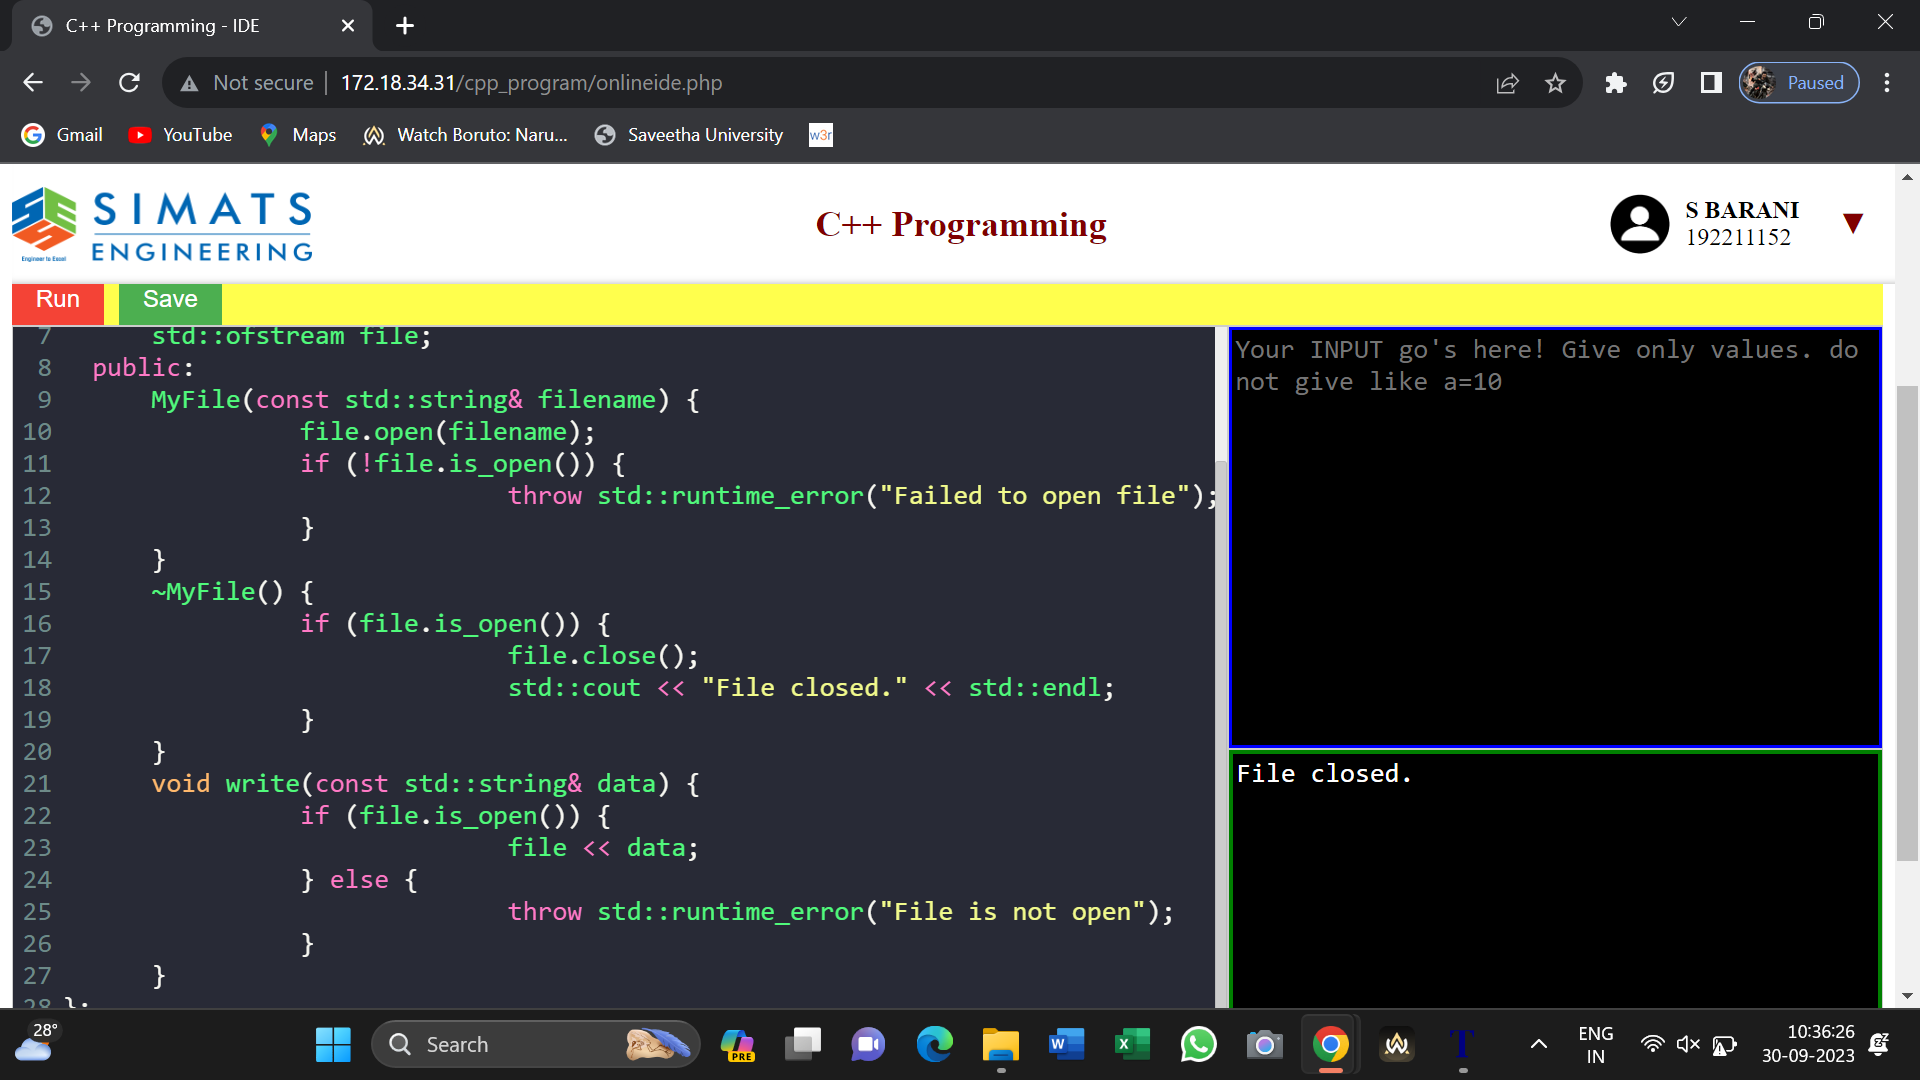 C++ Programming - IDE
Not secure 172.18.34.31/cpp_program/onlineide.php
Paused
Gmail YouTube Maps Watch Boruto: Naru... Saveetha University w3r
SIMATS
ENGINEERING
Engineer to Excel
C++ Programming
S BARANI
192211152
Run Save
7 std::ofstream file;
8 public:
9 MyFile(const std::string& filename) {
10 file.open(filename);
11 if (!file.is_open()) {
12 throw std::runtime_error("Failed to open file");
13 }
14 }
15 ~MyFile() {
16 if (file.is_open()) {
17 file.close();
18 std::cout << "File closed." << std::endl;
19 }
20 }
21 void write(const std::string& data) {
22 if (file.is_open()) {
23 file << data;
24 } else {
25 throw std::runtime_error("File is not open");
26 }
27 }
28 };
Your INPUT go's here! Give only values. do
not give like a=10
File closed.
28°
Search
PRE
ENG
IN
10:36:26
30-09-2023